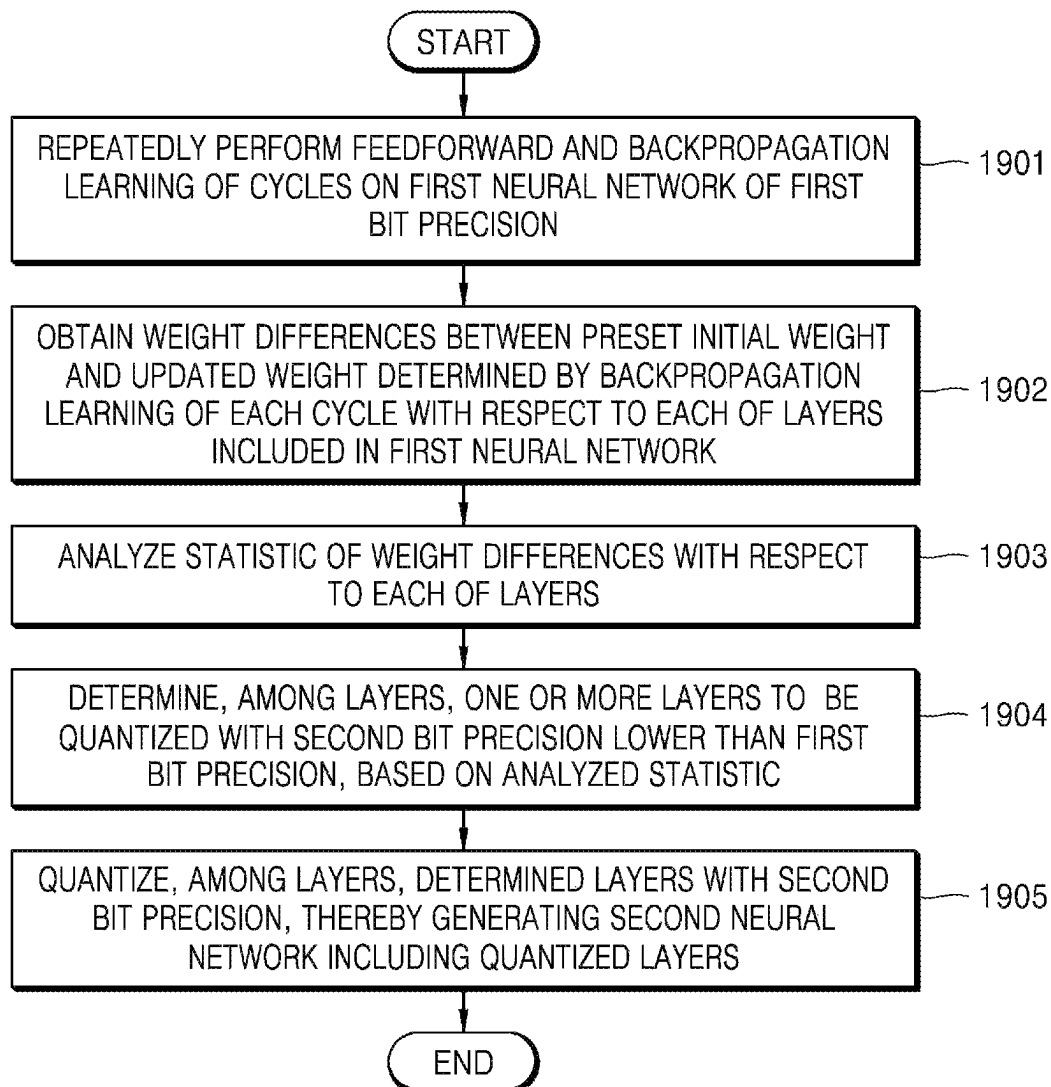 START
REPEATEDLY PERFORM FEEDFORWARD AND BACKPROPAGATION
LEARNING OF CYCLES ON FIRST NEURAL NETWORK OF FIRST
BIT PRECISION
1901
OBTAIN WEIGHT DIFFERENCES BETWEEN PRESET INITIAL WEIGHT
AND UPDATED WEIGHT DETERMINED BY BACKPROPAGATION
LEARNING OF EACH CYCLE WITH RESPECT TO EACH OF LAYERS
INCLUDED IN FIRST NEURAL NETWORK
1902
ANALYZE STATISTIC OF WEIGHT DIFFERENCES WITH RESPECT
TO EACH OF LAYERS
1903
DETERMINE, AMONG LAYERS, ONE OR MORE LAYERS TO BE
QUANTIZED WITH SECOND BIT PRECISION LOWER THAN FIRST
BIT PRECISION, BASED ON ANALYZED STATISTIC
1904
QUANTIZE, AMONG LAYERS, DETERMINED LAYERS WITH SECOND
BIT PRECISION, THEREBY GENERATING SECOND NEURAL
NETWORK INCLUDING QUANTIZED LAYERS
1905
END